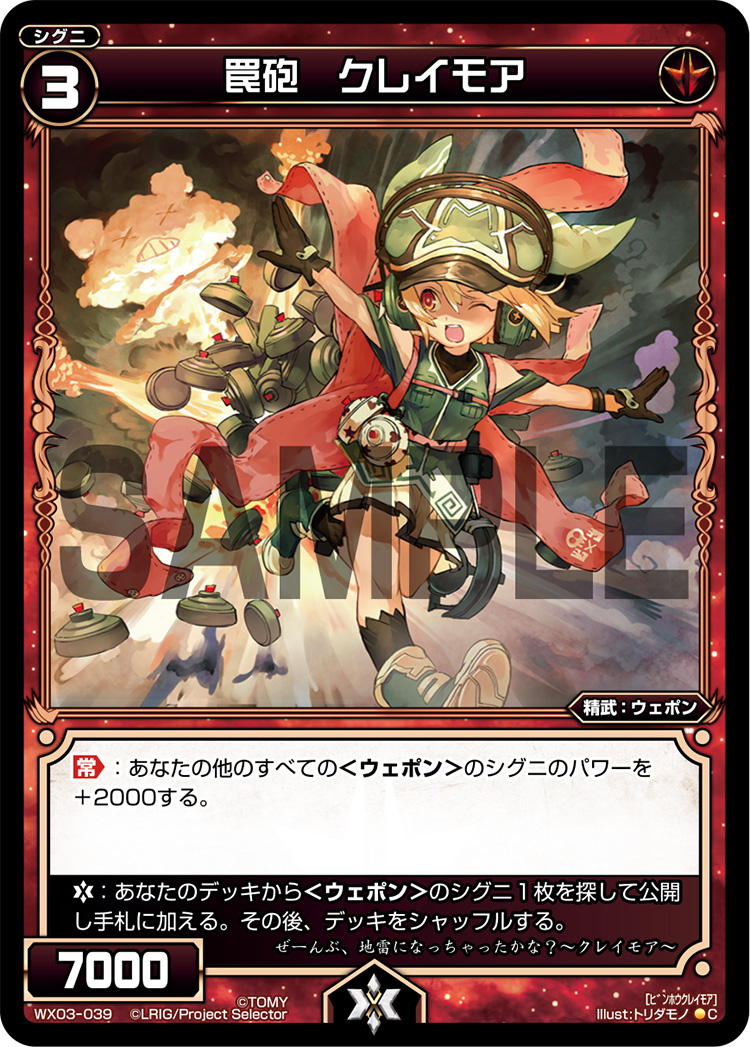 シグニ
3
罠砲 クレイモア
SAMPLE
精武：ウェポン
常：あなたの他のすべての＜ウェポン＞のシグニのパワーを
＋2000する。
：あなたのデッキから＜ウェポン＞のシグニ１枚を探して公開
し手札に加える。その後、デッキをシャッフルする。
ぜーんぶ、地雷になっちゃったかな？～クレイモア～
7000
WX03-039 ©LRIG/Project Selector
©TOMY
[ビンホウクレイモア]
Illust:トリダモノ C